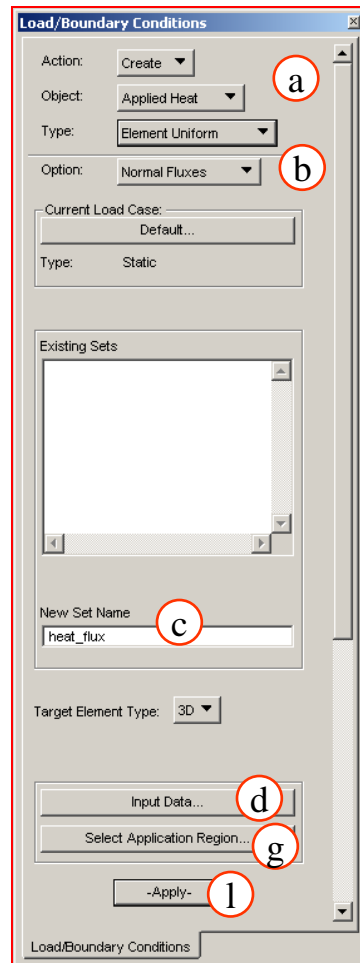 Load/Boundary Conditions
Action: Create
a
Object: Applied Heat
Type: Element Uniform
Option: Normal Fluxes
b
Current Load Case:
Default...
Type: Static
Existing Sets
New Set Name
c
heat_flux
Target Element Type: 3D
Input Data...
d
Select Application Region...
g
-Apply-
l
Load/Boundary Conditions